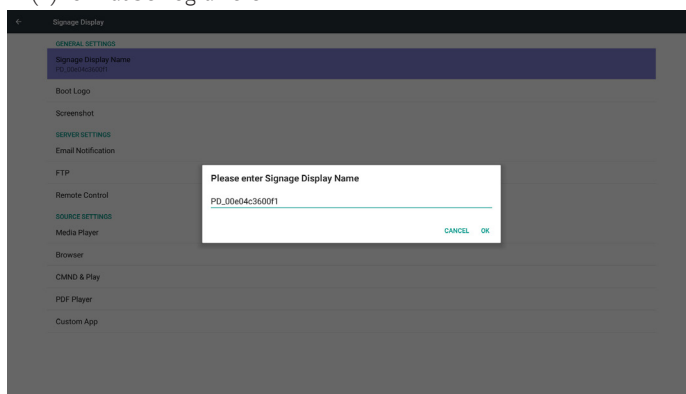 Signage Display
GENERAL SETTINGS
Signage Display Name
PD_00e04c3600f1
Boot Logo
Screenshot
SERVER SETTINGS
Email Notification
FTP
Remote Control
SOURCE SETTINGS
Media Player
Browser
CMND & Play
PDF Player
Custom App
Please enter Signage Display Name
PD_00e04c3600f1
CANCEL OK